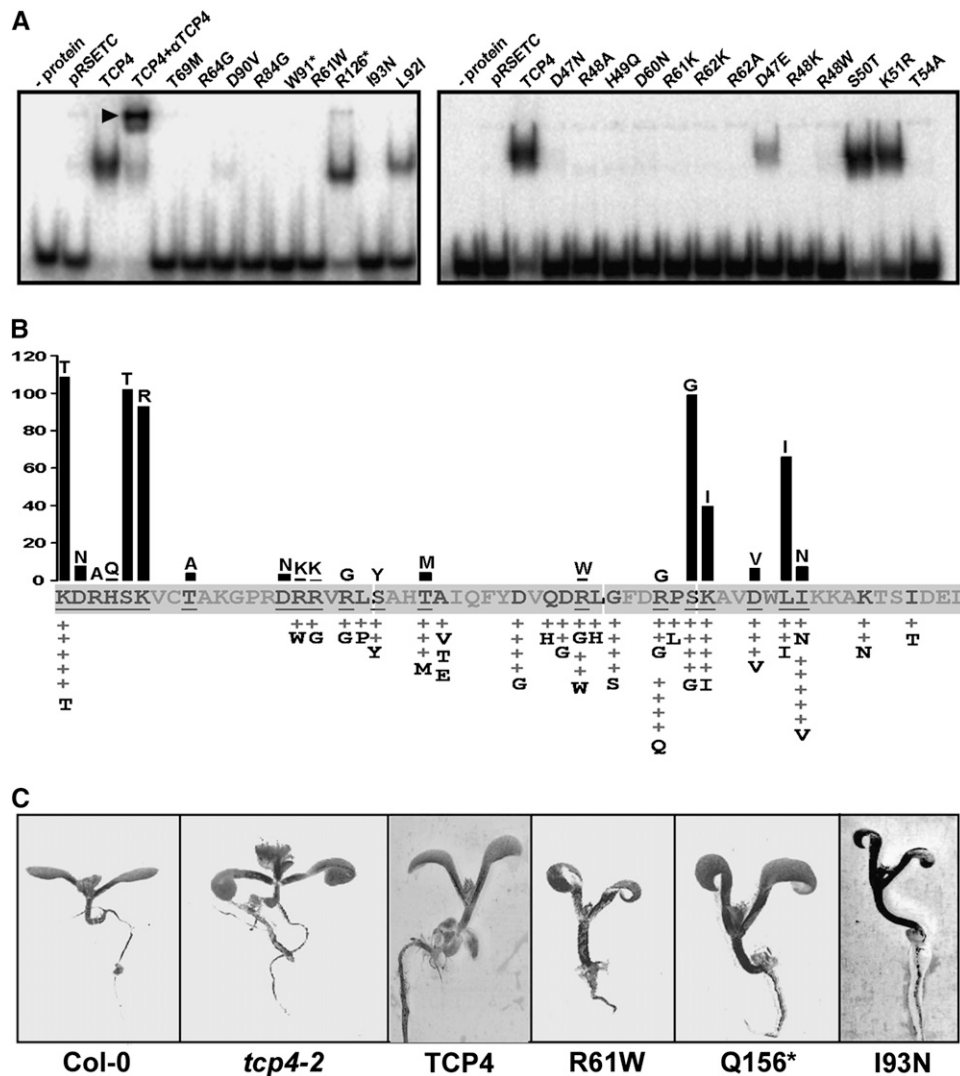 A
- protein pRSETC TCP4 TCP4+αTCP4 T69M R64G D90V R84G W91* R61W R126* I93N L92I
- protein pRSETC TCP4 D47N R48A H49Q D60N R61K R62K R62A D47E R48K R48W S50T K51R T54A
B
120
100
80
60
40
20
0
T N A Q T R A N K K G Y M W G G I V I N
KDRHSKVCTAKGPRDRRVRLSAHTAIQFYDVQDRLGFDRPSKAVDWLIKKAKTSIDED
+ + + + + + + + + + + + + + + + + + + + + + +
T W G G P Y M V T E G H G G W H S G Q L G I V I N V N T
C
Col-0 tcp4-2 TCP4 R61W Q156* I93N